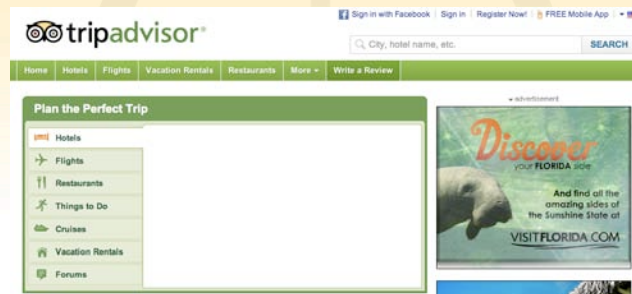 Sign in with Facebook | Sign in | Register Now! | FREE Mobile App |
tripadvisor®
City, hotel name, etc.
SEARCH
Home Hotels Flights Vacation Rentals Restaurants More Write a Review
advertisement
Plan the Perfect Trip
Hotels
Flights
Restaurants
Things to Do
Cruises
Vacation Rentals
Forums
Discover
your FLORIDA side
And find all the
amazing sides of
the Sunshine State at
VISITFLORIDA.COM